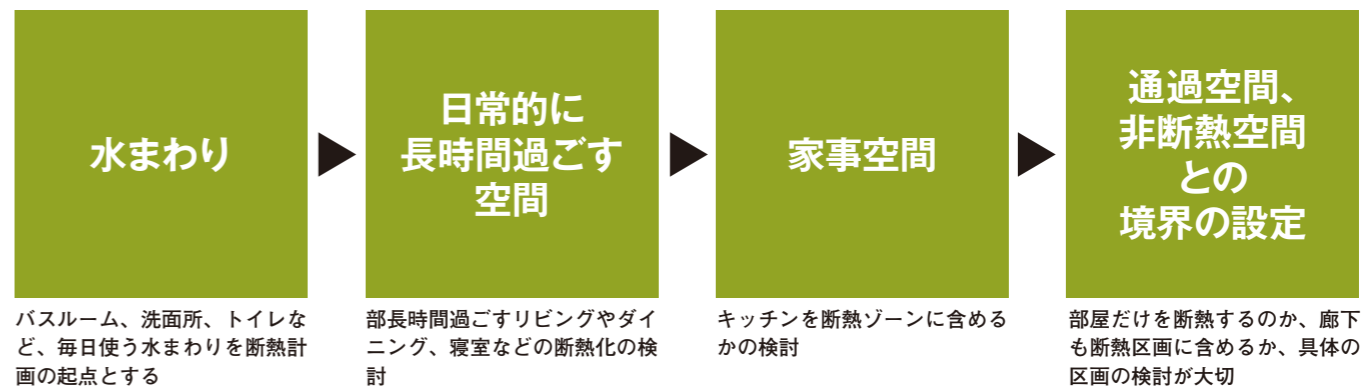 水まわり
バスルーム、洗面所、トイレな
ど、毎日使う水まわりを断熱計
画の起点とする
日常的に
長時間過ごす
空間
部長時間過ごすリビングやダイ
ニング、寝室などの断熱化の検
討
家事空間
キッチンを断熱ゾーンに含める
かの検討
通過空間、
非断熱空間
との
境界の設定
部屋だけを断熱するのか、廊下
も断熱区画に含めるか、具体の
区画の検討が大切